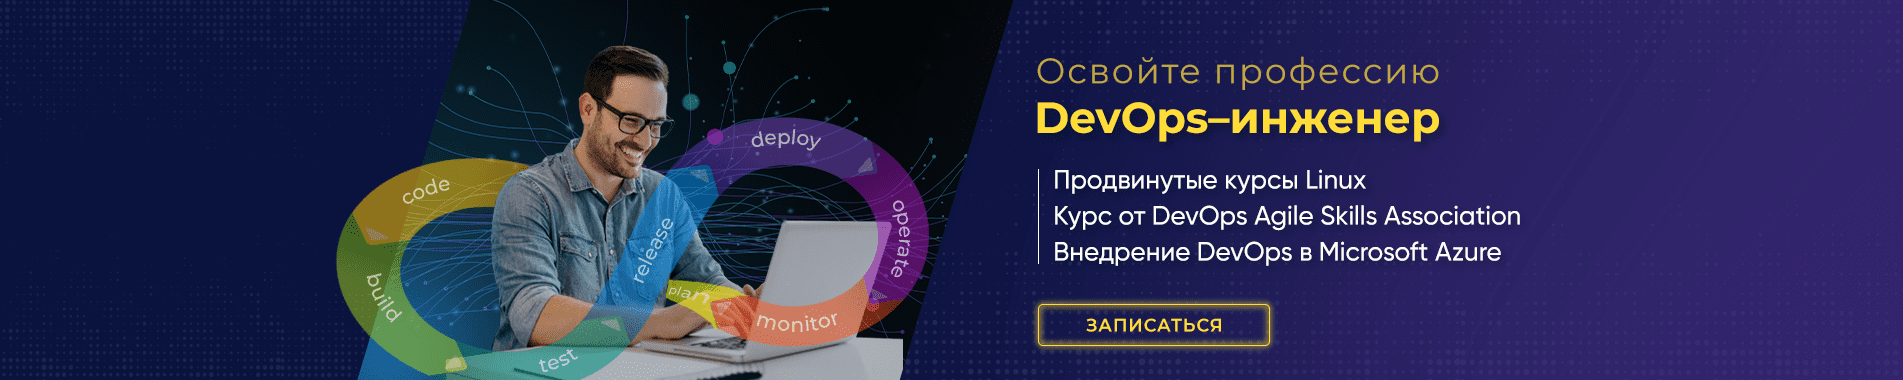 Освойте профессию
DevOps–инженер
Продвинутые курсы Linux
Курс от DevOps Agile Skills Association
Внедрение DevOps в Microsoft Azure
ЗАПИСАТЬСЯ
code
build
test
release
deploy
operate
monitor
plan